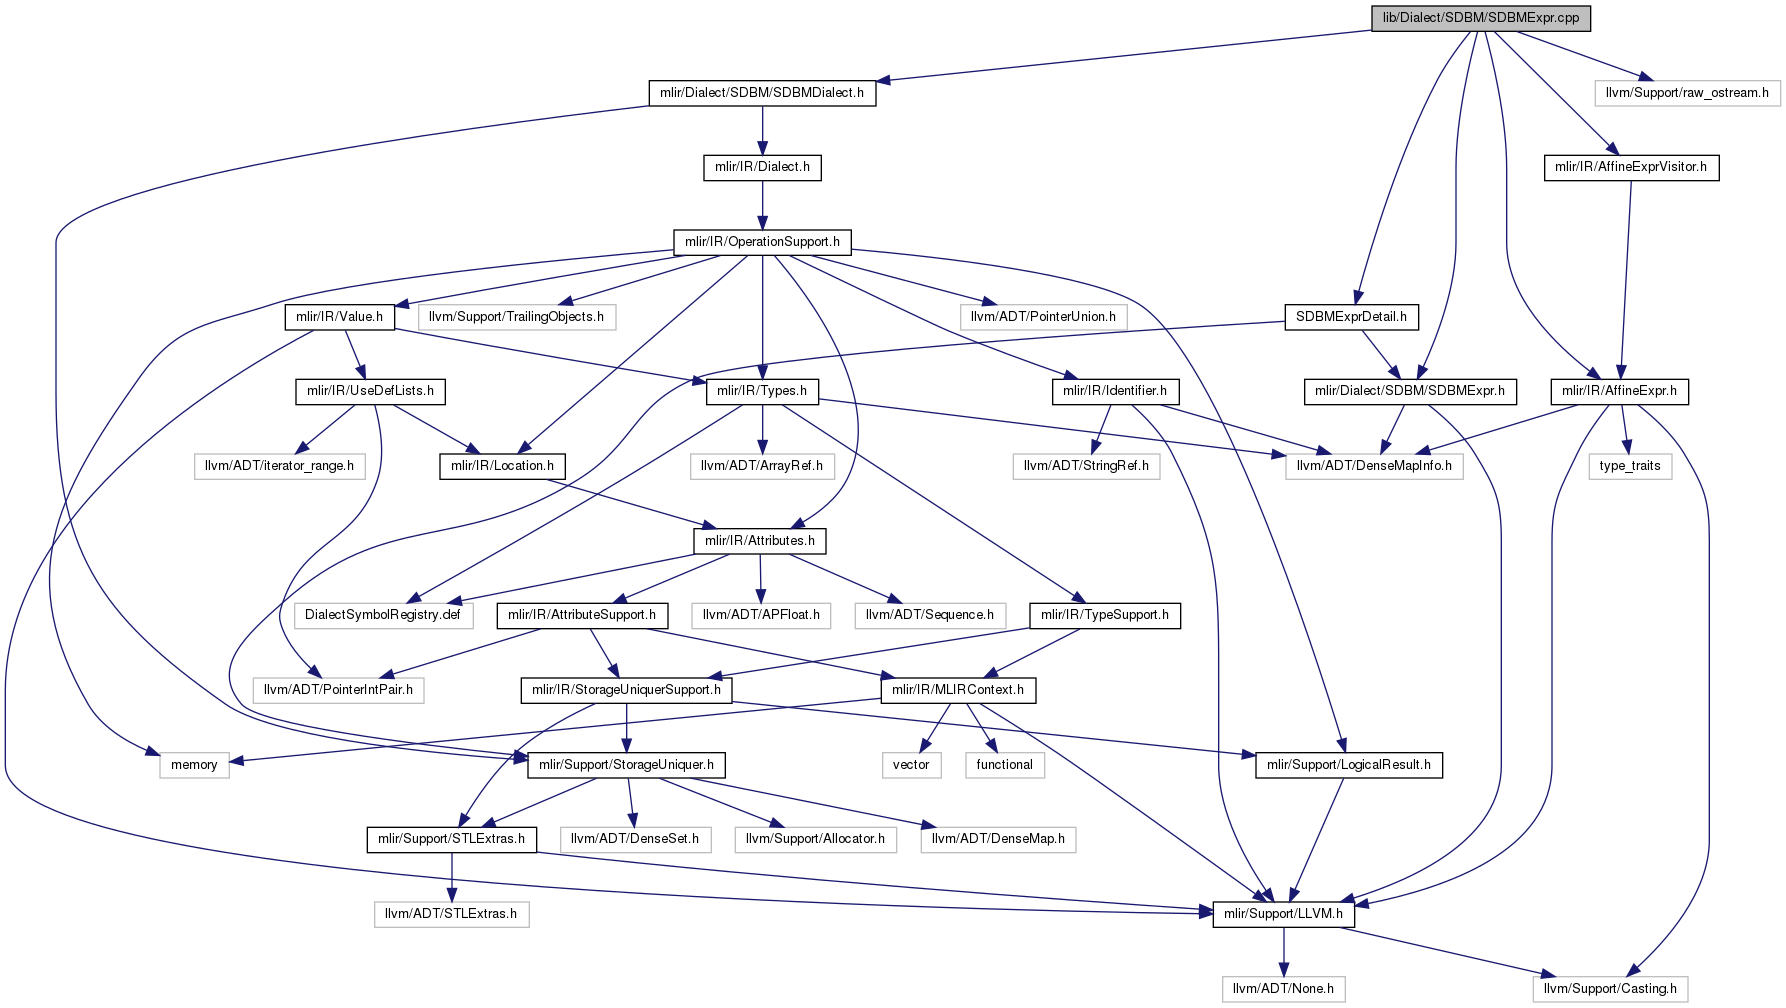 lib/Dialect/SDBM/SDBMExpr.cpp
mlir/Dialect/SDBM/SDBMDialect.h
llvm/Support/raw_ostream.h
mlir/IR/Dialect.h
mlir/IR/AffineExprVisitor.h
mlir/IR/OperationSupport.h
mlir/IR/Value.h
llvm/Support/TrailingObjects.h
llvm/ADT/PointerUnion.h
SDBMExprDetail.h
mlir/IR/UseDefLists.h
mlir/IR/Types.h
mlir/IR/Identifier.h
mlir/Dialect/SDBM/SDBMExpr.h
mlir/IR/AffineExpr.h
llvm/ADT/iterator_range.h
mlir/IR/Location.h
llvm/ADT/ArrayRef.h
llvm/ADT/StringRef.h
llvm/ADT/DenseMapInfo.h
type_traits
mlir/IR/Attributes.h
DialectSymbolRegistry.def
mlir/IR/AttributeSupport.h
llvm/ADT/APFloat.h
llvm/ADT/Sequence.h
mlir/IR/TypeSupport.h
llvm/ADT/PointerIntPair.h
mlir/IR/StorageUniquerSupport.h
mlir/IR/MLIRContext.h
memory
mlir/Support/StorageUniquer.h
vector
functional
mlir/Support/LogicalResult.h
mlir/Support/STLExtras.h
llvm/ADT/DenseSet.h
llvm/Support/Allocator.h
llvm/ADT/DenseMap.h
llvm/ADT/STLExtras.h
mlir/Support/LLVM.h
llvm/ADT/None.h
llvm/Support/Casting.h